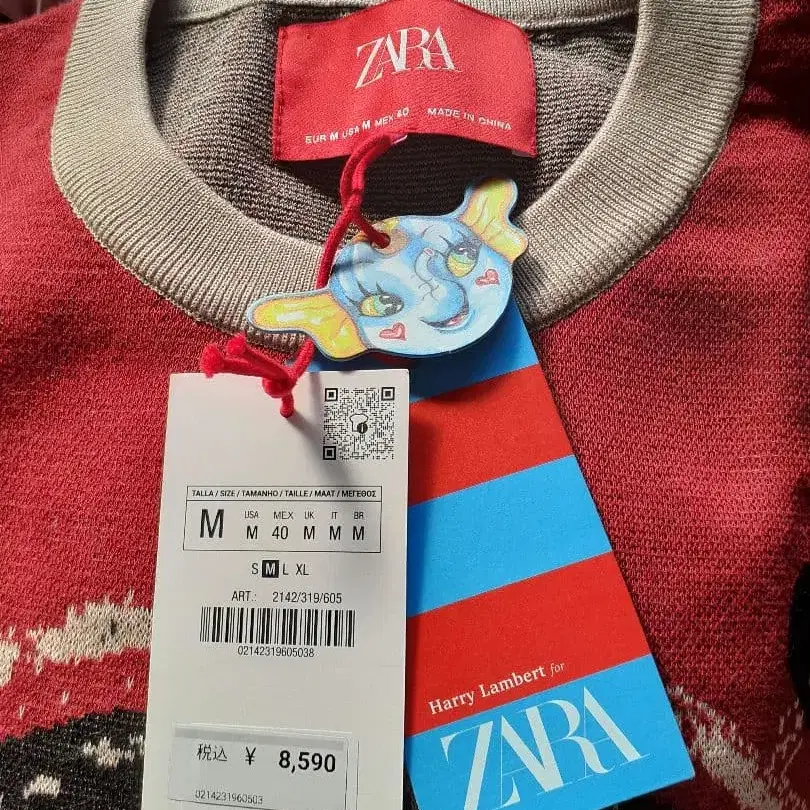 ZARA
EUR M USA M MEX 40 MADE IN CHINA
TALLA / SIZE / TAMANHO / TAILLE / MAAT / ΜΕΓΕΘΟΣ
M
USA MEX UK IT BR
M 40 M M M
S M L XL
ART.: 2142/319/605
02142319605038
税込 ¥ 8,590
0214231960503
Harry Lambert for
ZARA